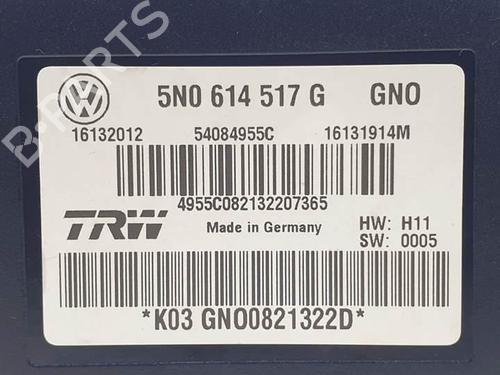 5N0 614 517 G GNO
16132012 54084955C 16131914M
4955C082132207365
TRW Made in Germany HW: H11
SW: 0005
*K03 GNO0821322D*
B-PARTS